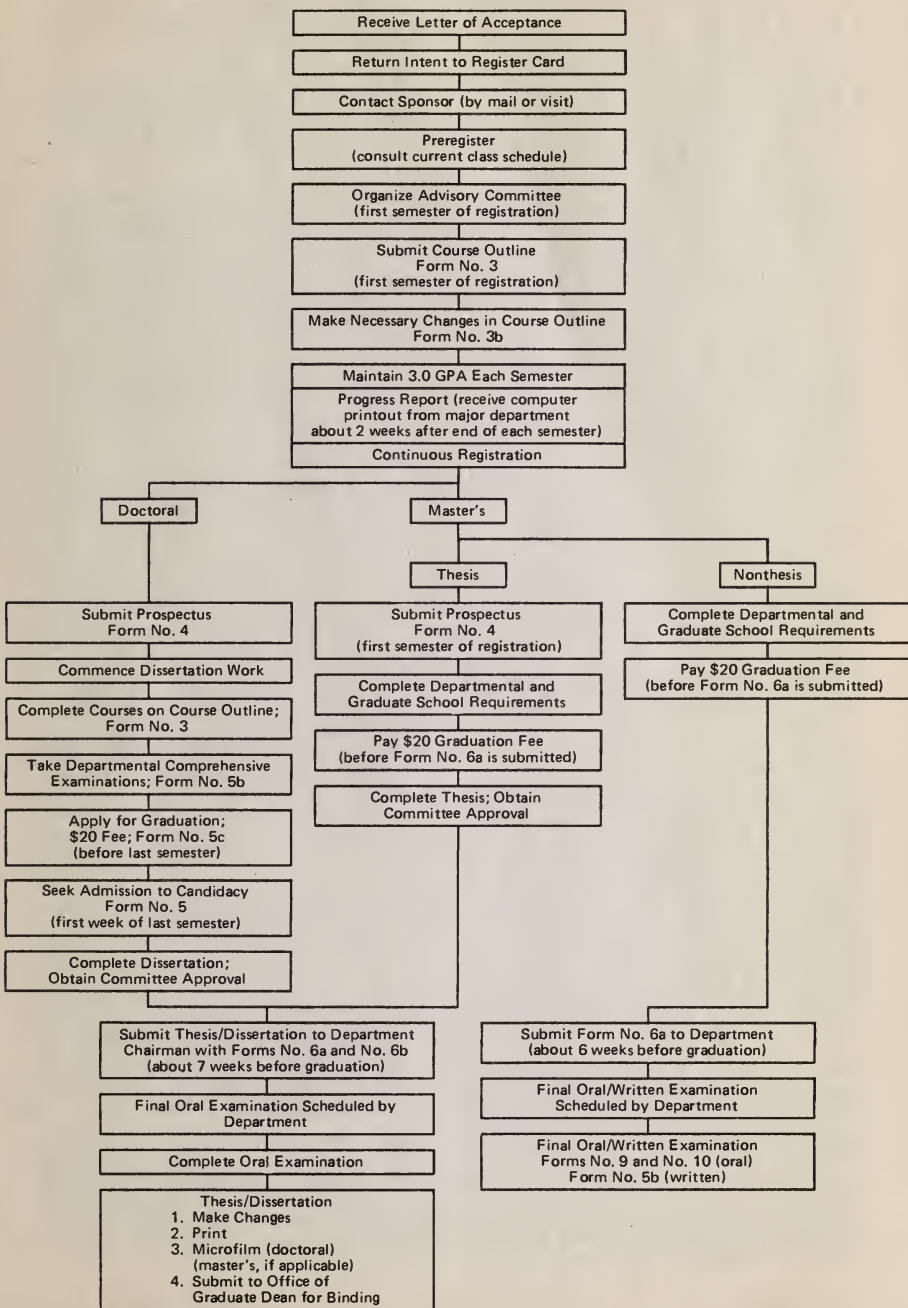 Receive Letter of Acceptance
Return Intent to Register Card
Contact Sponsor (by mail or visit)
Preregister
(consult current class schedule)
Organize Advisory Committee
(first semester of registration)
Submit Course Outline
Form No. 3
(first semester of registration)
Make Necessary Changes in Course Outline
Form No. 3b
Maintain 3.0 GPA Each Semester
Progress Report (receive computer
printout from major department
about 2 weeks after end of each semester)
Continuous Registration
Doctoral
Submit Prospectus
Form No. 4
Commence Dissertation Work
Complete Courses on Course Outline;
Form No. 3
Take Departmental Comprehensive
Examinations; Form No. 5b
Apply for Graduation;
$20 Fee; Form No. 5c
(before last semester)
Seek Admission to Candidacy
Form No. 5
(first week of last semester)
Complete Dissertation;
Obtain Committee Approval
Master's
Thesis
Submit Prospectus
Form No. 4
(first semester of registration)
Complete Departmental and
Graduate School Requirements
Pay $20 Graduation Fee
(before Form No. 6a is submitted)
Complete Thesis; Obtain
Committee Approval
Nonthesis
Complete Departmental and
Graduate School Requirements
Pay $20 Graduation Fee
(before Form No. 6a is submitted)
Submit Thesis/Dissertation to Department
Chairman with Forms No. 6a and No. 6b
(about 7 weeks before graduation)
Final Oral Examination Scheduled by
Department
Complete Oral Examination
Thesis/Dissertation
1. Make Changes
2. Print
3. Microfilm (doctoral)
(master's, if applicable)
4. Submit to Office of
Graduate Dean for Binding
Submit Form No. 6a to Department
(about 6 weeks before graduation)
Final Oral/Written Examination
Scheduled by Department
Final Oral/Written Examination
Forms No. 9 and No. 10 (oral)
Form No. 5b (written)